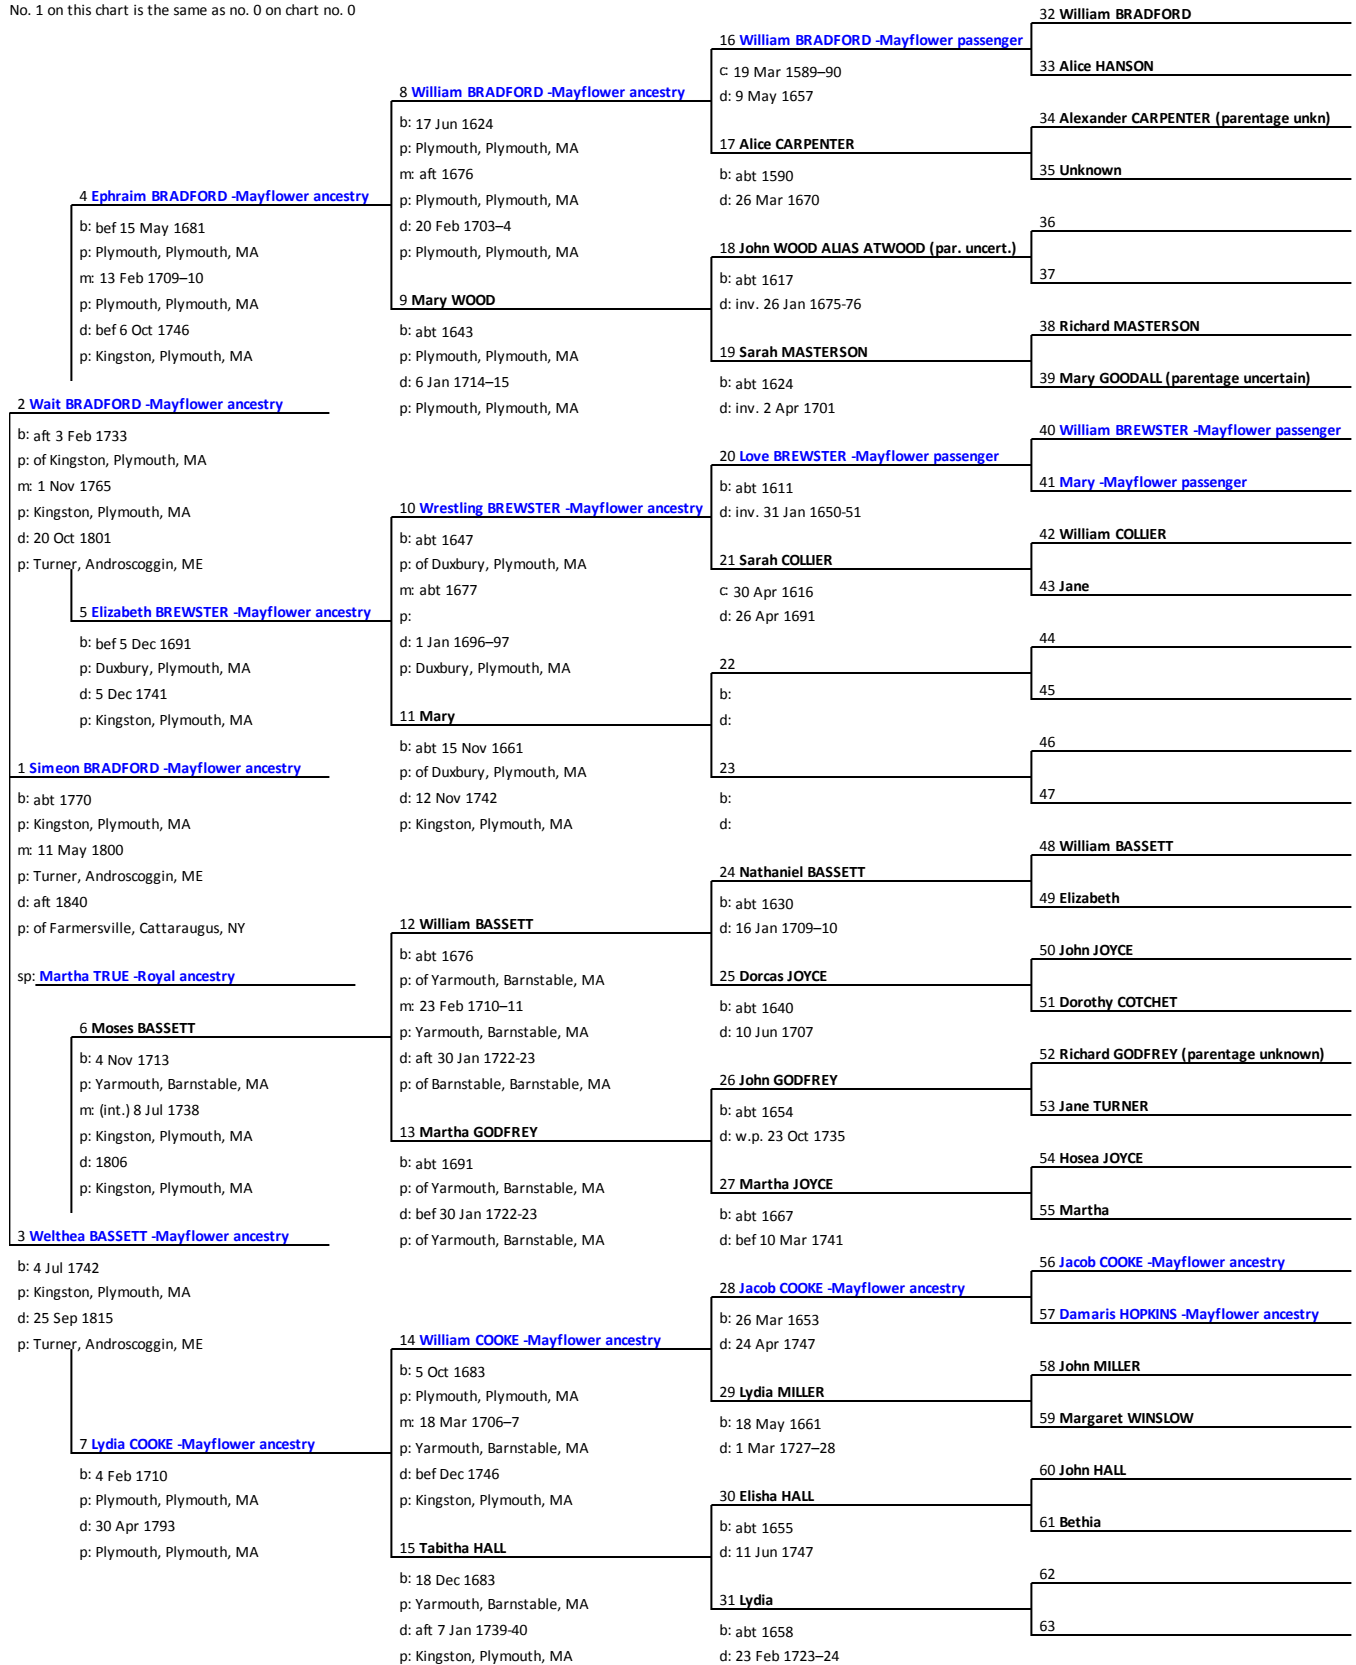 No. 1 on this chart is the same as no. 0 on chart no. 0
4 Ephraim BRADFORD -Mayflower ancestry
b: bef 15 May 1681
p: Plymouth, Plymouth, MA
m: 13 Feb 1709–10
p: Plymouth, Plymouth, MA
d: bef 6 Oct 1746
p: Kingston, Plymouth, MA
2 Wait BRADFORD -Mayflower ancestry
b: aft 3 Feb 1733
p: of Kingston, Plymouth, MA
m: 1 Nov 1765
p: Kingston, Plymouth, MA
d: 20 Oct 1801
p: Turner, Androscoggin, ME
5 Elizabeth BREWSTER -Mayflower ancestry
b: bef 5 Dec 1691
p: Duxbury, Plymouth, MA
d: 5 Dec 1741
p: Kingston, Plymouth, MA
1 Simeon BRADFORD -Mayflower ancestry
b: abt 1770
p: Kingston, Plymouth, MA
m: 11 May 1800
p: Turner, Androscoggin, ME
d: aft 1840
p: of Farmersville, Cattaraugus, NY
sp: Martha TRUE -Royal ancestry
6 Moses BASSETT
b: 4 Nov 1713
p: Yarmouth, Barnstable, MA
m: (int.) 8 Jul 1738
p: Kingston, Plymouth, MA
d: 1806
p: Kingston, Plymouth, MA
3 Welthea BASSETT -Mayflower ancestry
b: 4 Jul 1742
p: Kingston, Plymouth, MA
d: 25 Sep 1815
p: Turner, Androscoggin, ME
7 Lydia COOKE -Mayflower ancestry
b: 4 Feb 1710
p: Plymouth, Plymouth, MA
d: 30 Apr 1793
p: Plymouth, Plymouth, MA
8 William BRADFORD -Mayflower ancestry
b: 17 Jun 1624
p: Plymouth, Plymouth, MA
m: aft 1676
p: Plymouth, Plymouth, MA
d: 20 Feb 1703–4
p: Plymouth, Plymouth, MA
9 Mary WOOD
b: abt 1643
p: Plymouth, Plymouth, MA
d: 6 Jan 1714–15
p: Plymouth, Plymouth, MA
10 Wrestling BREWSTER -Mayflower ancestry
b: abt 1647
p: of Duxbury, Plymouth, MA
m: abt 1677
p:
d: 1 Jan 1696–97
p: Duxbury, Plymouth, MA
11 Mary
b: abt 15 Nov 1661
p: of Duxbury, Plymouth, MA
d: 12 Nov 1742
p: Kingston, Plymouth, MA
12 William BASSETT
b: abt 1676
p: of Yarmouth, Barnstable, MA
m: 23 Feb 1710–11
p: Yarmouth, Barnstable, MA
d: aft 30 Jan 1722-23
p: of Barnstable, Barnstable, MA
13 Martha GODFREY
b: abt 1691
p: of Yarmouth, Barnstable, MA
d: bef 30 Jan 1722-23
p: of Yarmouth, Barnstable, MA
14 William COOKE -Mayflower ancestry
b: 5 Oct 1683
p: Plymouth, Plymouth, MA
m: 18 Mar 1706–7
p: Yarmouth, Barnstable, MA
d: bef Dec 1746
p: Kingston, Plymouth, MA
15 Tabitha HALL
b: 18 Dec 1683
p: Yarmouth, Barnstable, MA
d: aft 7 Jan 1739-40
p: Kingston, Plymouth, MA
16 William BRADFORD -Mayflower passenger
c: 19 Mar 1589–90
d: 9 May 1657
17 Alice CARPENTER
b: abt 1590
d: 26 Mar 1670
18 John WOOD ALIAS ATWOOD (par. uncert.)
b: abt 1617
d: inv. 26 Jan 1675-76
19 Sarah MASTERSON
b: abt 1624
d: inv. 2 Apr 1701
20 Love BREWSTER -Mayflower passenger
b: abt 1611
d: inv. 31 Jan 1650-51
21 Sarah COLLIER
c: 30 Apr 1616
d: 26 Apr 1691
22
b:
d:
23
b:
d:
24 Nathaniel BASSETT
b: abt 1630
d: 16 Jan 1709–10
25 Dorcas JOYCE
b: abt 1640
d: 10 Jun 1707
26 John GODFREY
b: abt 1654
d: w.p. 23 Oct 1735
27 Martha JOYCE
b: abt 1667
d: bef 10 Mar 1741
28 Jacob COOKE -Mayflower ancestry
b: 26 Mar 1653
d: 24 Apr 1747
29 Lydia MILLER
b: 18 May 1661
d: 1 Mar 1727–28
30 Elisha HALL
b: abt 1655
d: 11 Jun 1747
31 Lydia
b: abt 1658
d: 23 Feb 1723–24
32 William BRADFORD
33 Alice HANSON
34 Alexander CARPENTER (parentage unkn)
35 Unknown
36
37
38 Richard MASTERSON
39 Mary GOODALL (parentage uncertain)
40 William BREWSTER -Mayflower passenger
41 Mary -Mayflower passenger
42 William COLLIER
43 Jane
44
45
46
47
48 William BASSETT
49 Elizabeth
50 John JOYCE
51 Dorothy COTCHET
52 Richard GODFREY (parentage unknown)
53 Jane TURNER
54 Hosea JOYCE
55 Martha
56 Jacob COOKE -Mayflower ancestry
57 Damaris HOPKINS -Mayflower ancestry
58 John MILLER
59 Margaret WINSLOW
60 John HALL
61 Bethia
62
63